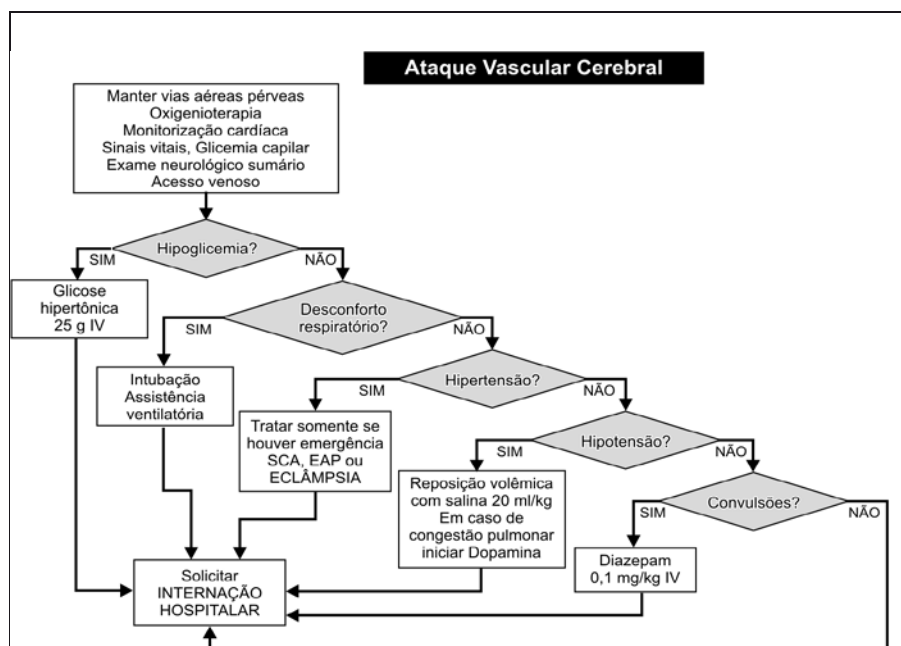 Ataque Vascular Cerebral
Manter vias aéreas pérveas
Oxigenioterapia
Monitorização cardíaca
Sinais vitais, Glicemia capilar
Exame neurológico sumário
Acesso venoso
Hipoglicemia?
SIM
NÃO
Glicose
hipertônica
25 g IV
Desconforto
respiratório?
SIM
NÃO
Intubação
Assistência
ventilatória
Hipertensão?
SIM
NÃO
Tratar somente se
houver emergência
SCA, EAP ou
ECLÂMPSIA
Hipotensão?
SIM
NÃO
Reposição volêmica
com salina 20 ml/kg
Em caso de
congestão pulmonar
iniciar Dopamina
Convulsões?
SIM
NÃO
Diazepam
0,1 mg/kg IV
Solicitar
INTERNAÇÃO
HOSPITALAR